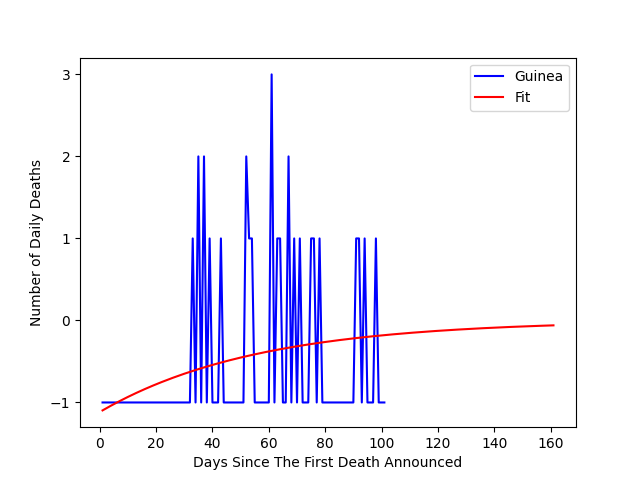 Guinea
Fit
3
2
1
0
−1
Number of Daily Deaths
0 20 40 60 80 100 120 140 160
Days Since The First Death Announced